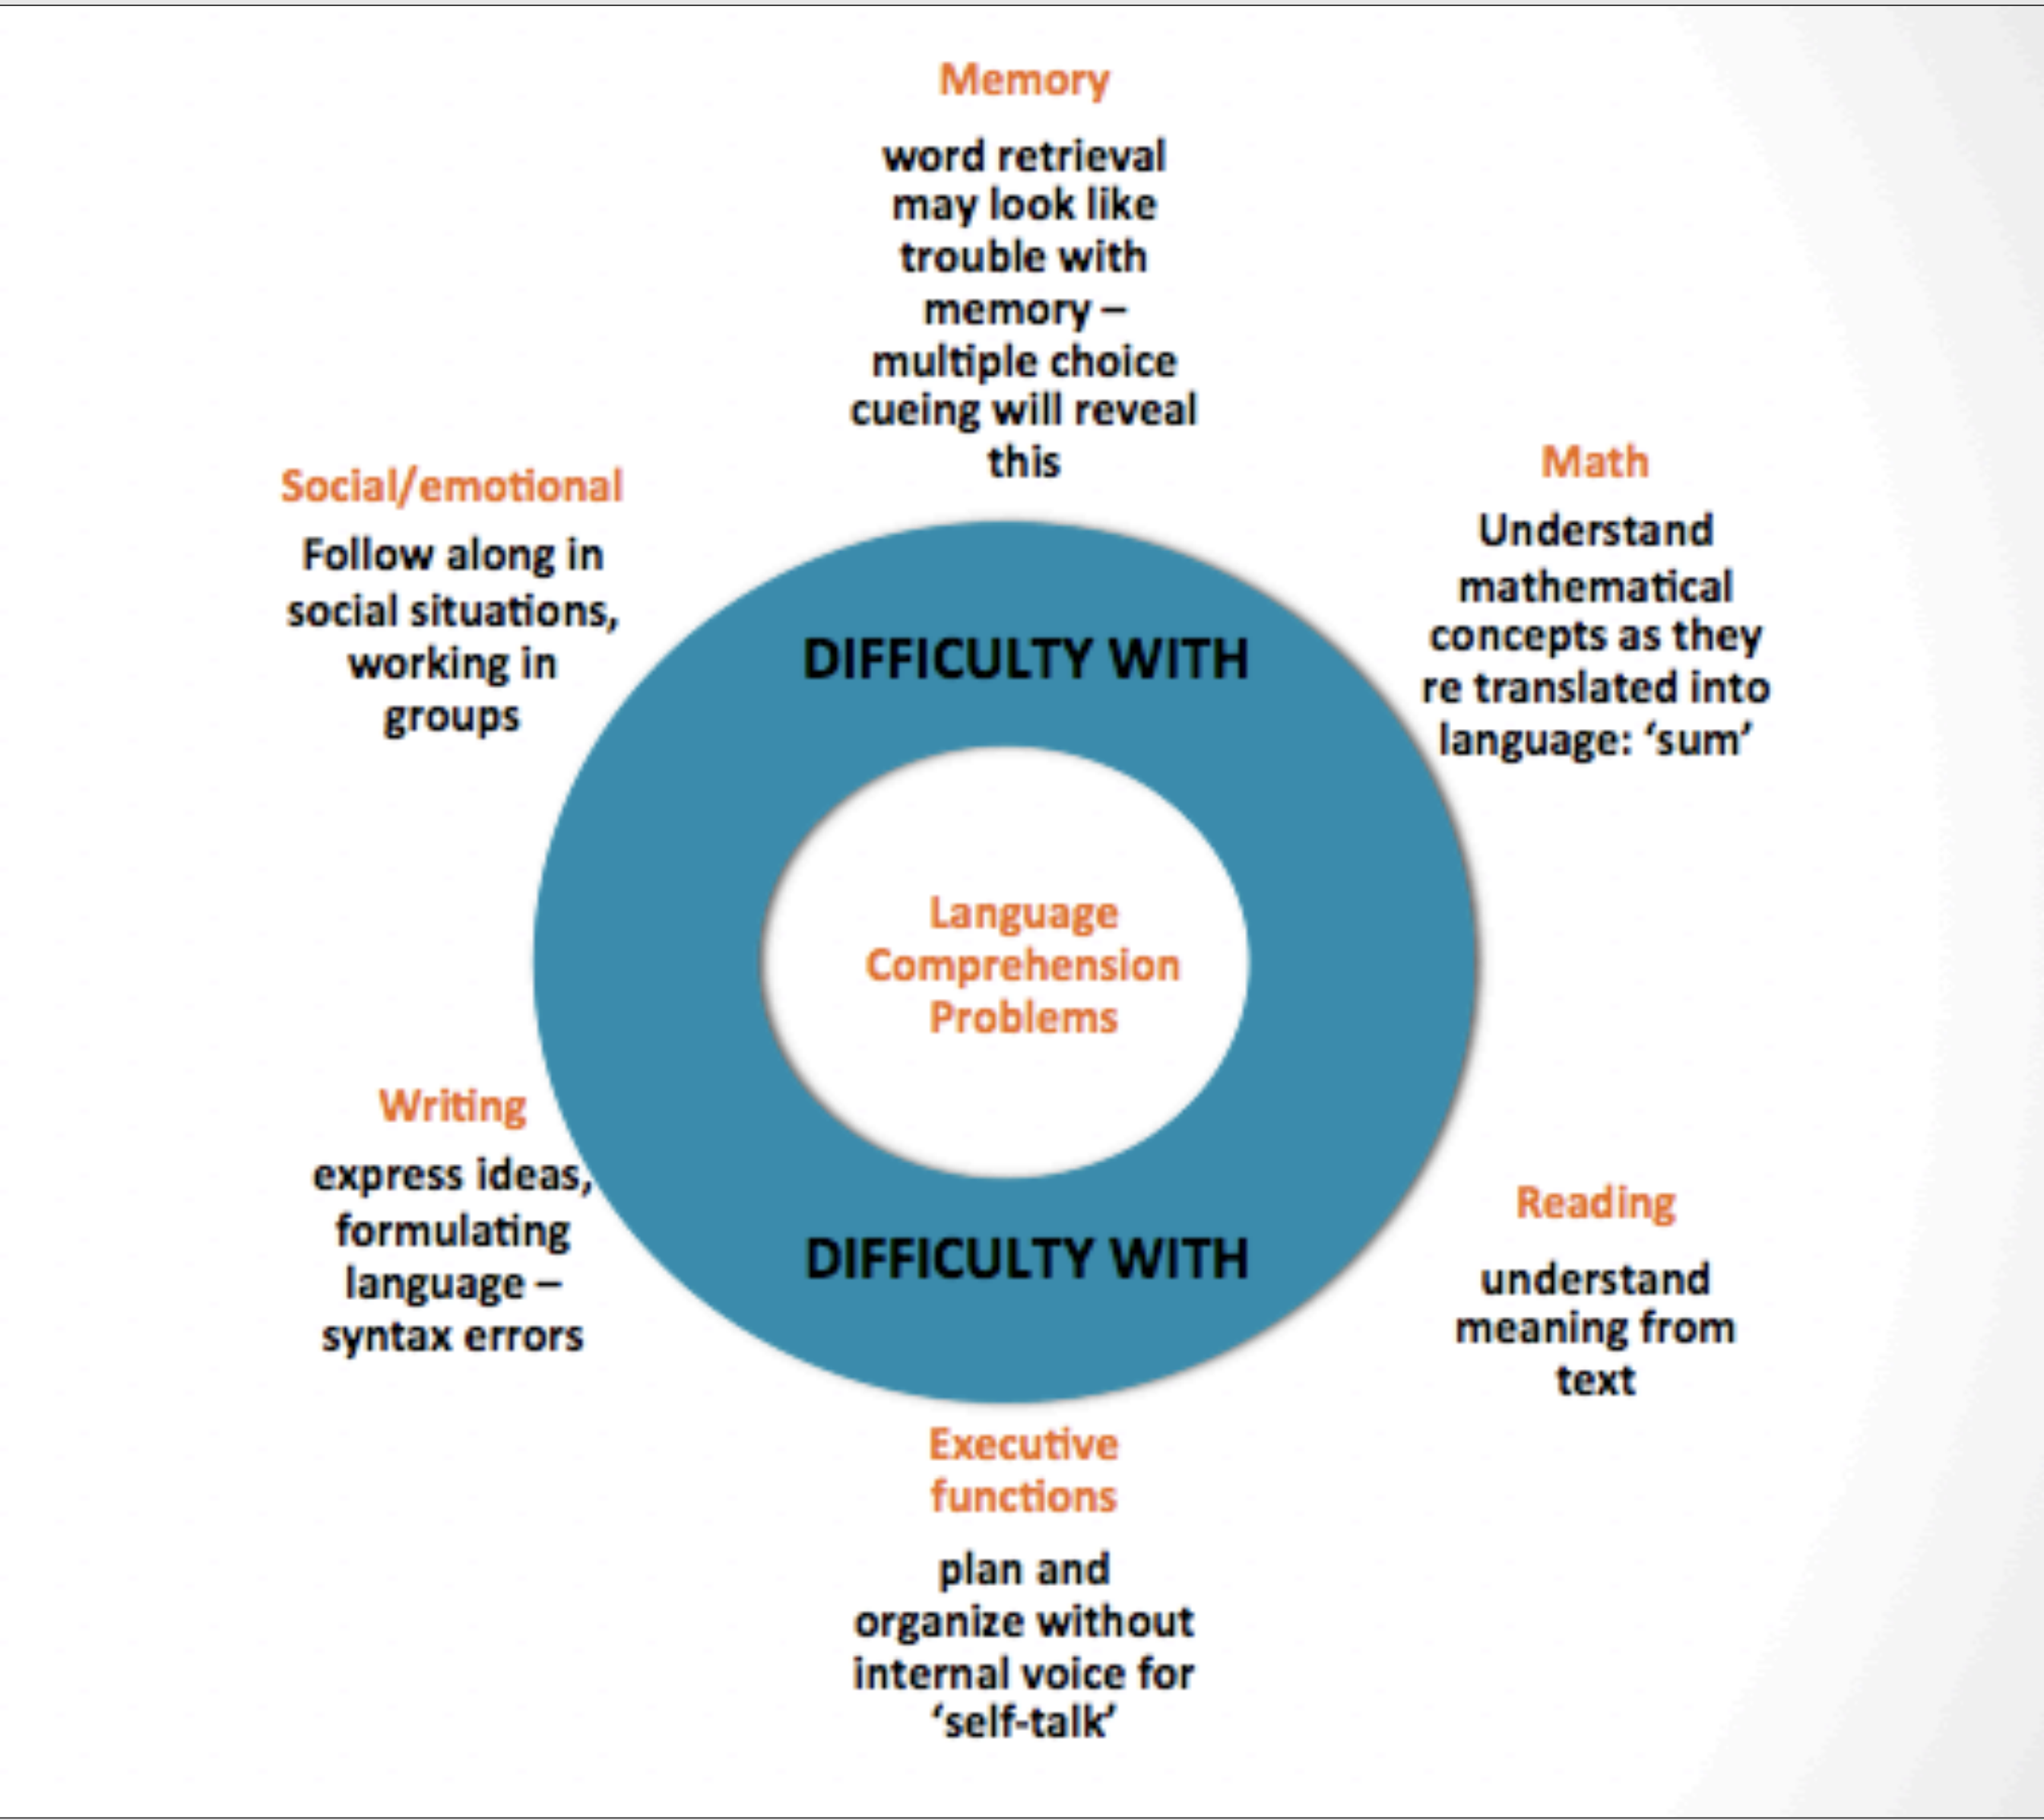 Memory
word retrieval
may look like
trouble with
memory –
multiple choice
cueing will reveal
this
Social/emotional
Follow along in
social situations,
working in
groups
Math
Understand
mathematical
concepts as they
re translated into
language: ‘sum’
DIFFICULTY WITH
Language
Comprehension
Problems
DIFFICULTY WITH
Writing
express ideas,
formulating
language –
syntax errors
Reading
understand
meaning from
text
Executive
functions
plan and
organize without
internal voice for
‘self-talk’